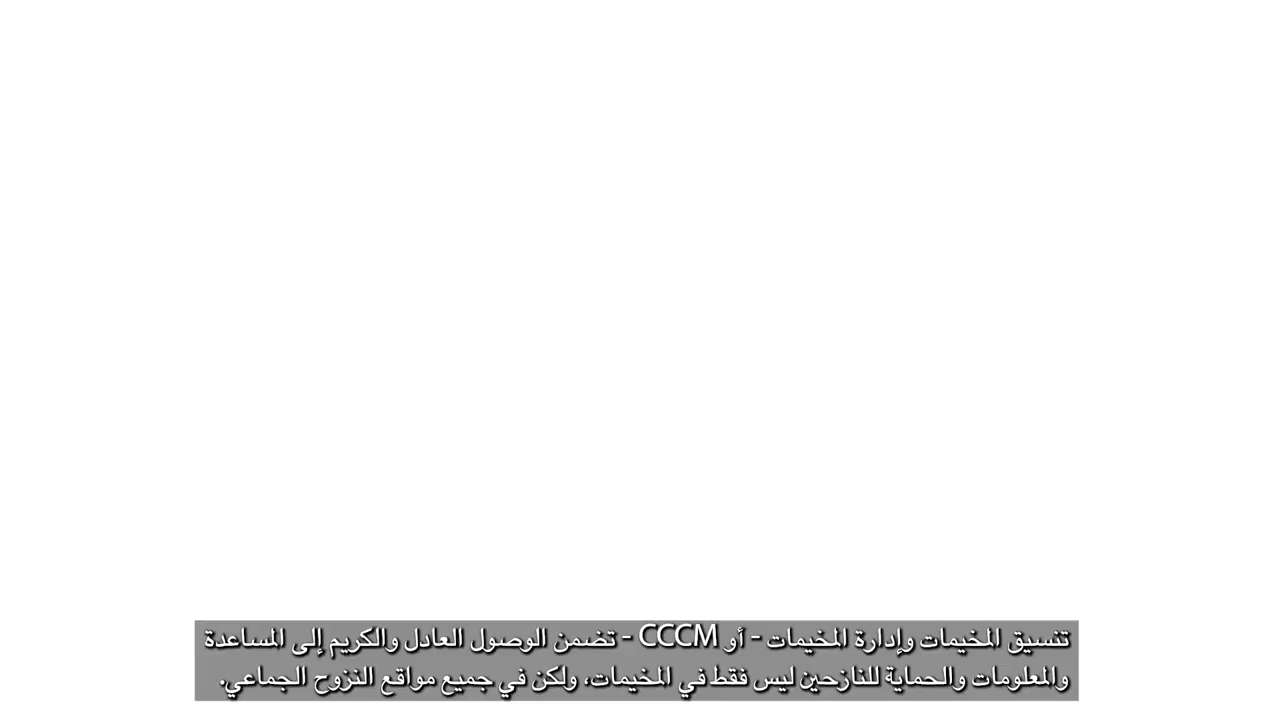 تنسيق المخيمات وإدارة المخيمات - أو CCCM - تضمن الوصول العادل والكريم إلى المساعدة
والمعلومات والحماية للنازحين ليس فقط في المخيمات، ولكن في جميع مواقع النزوح الجماعي.